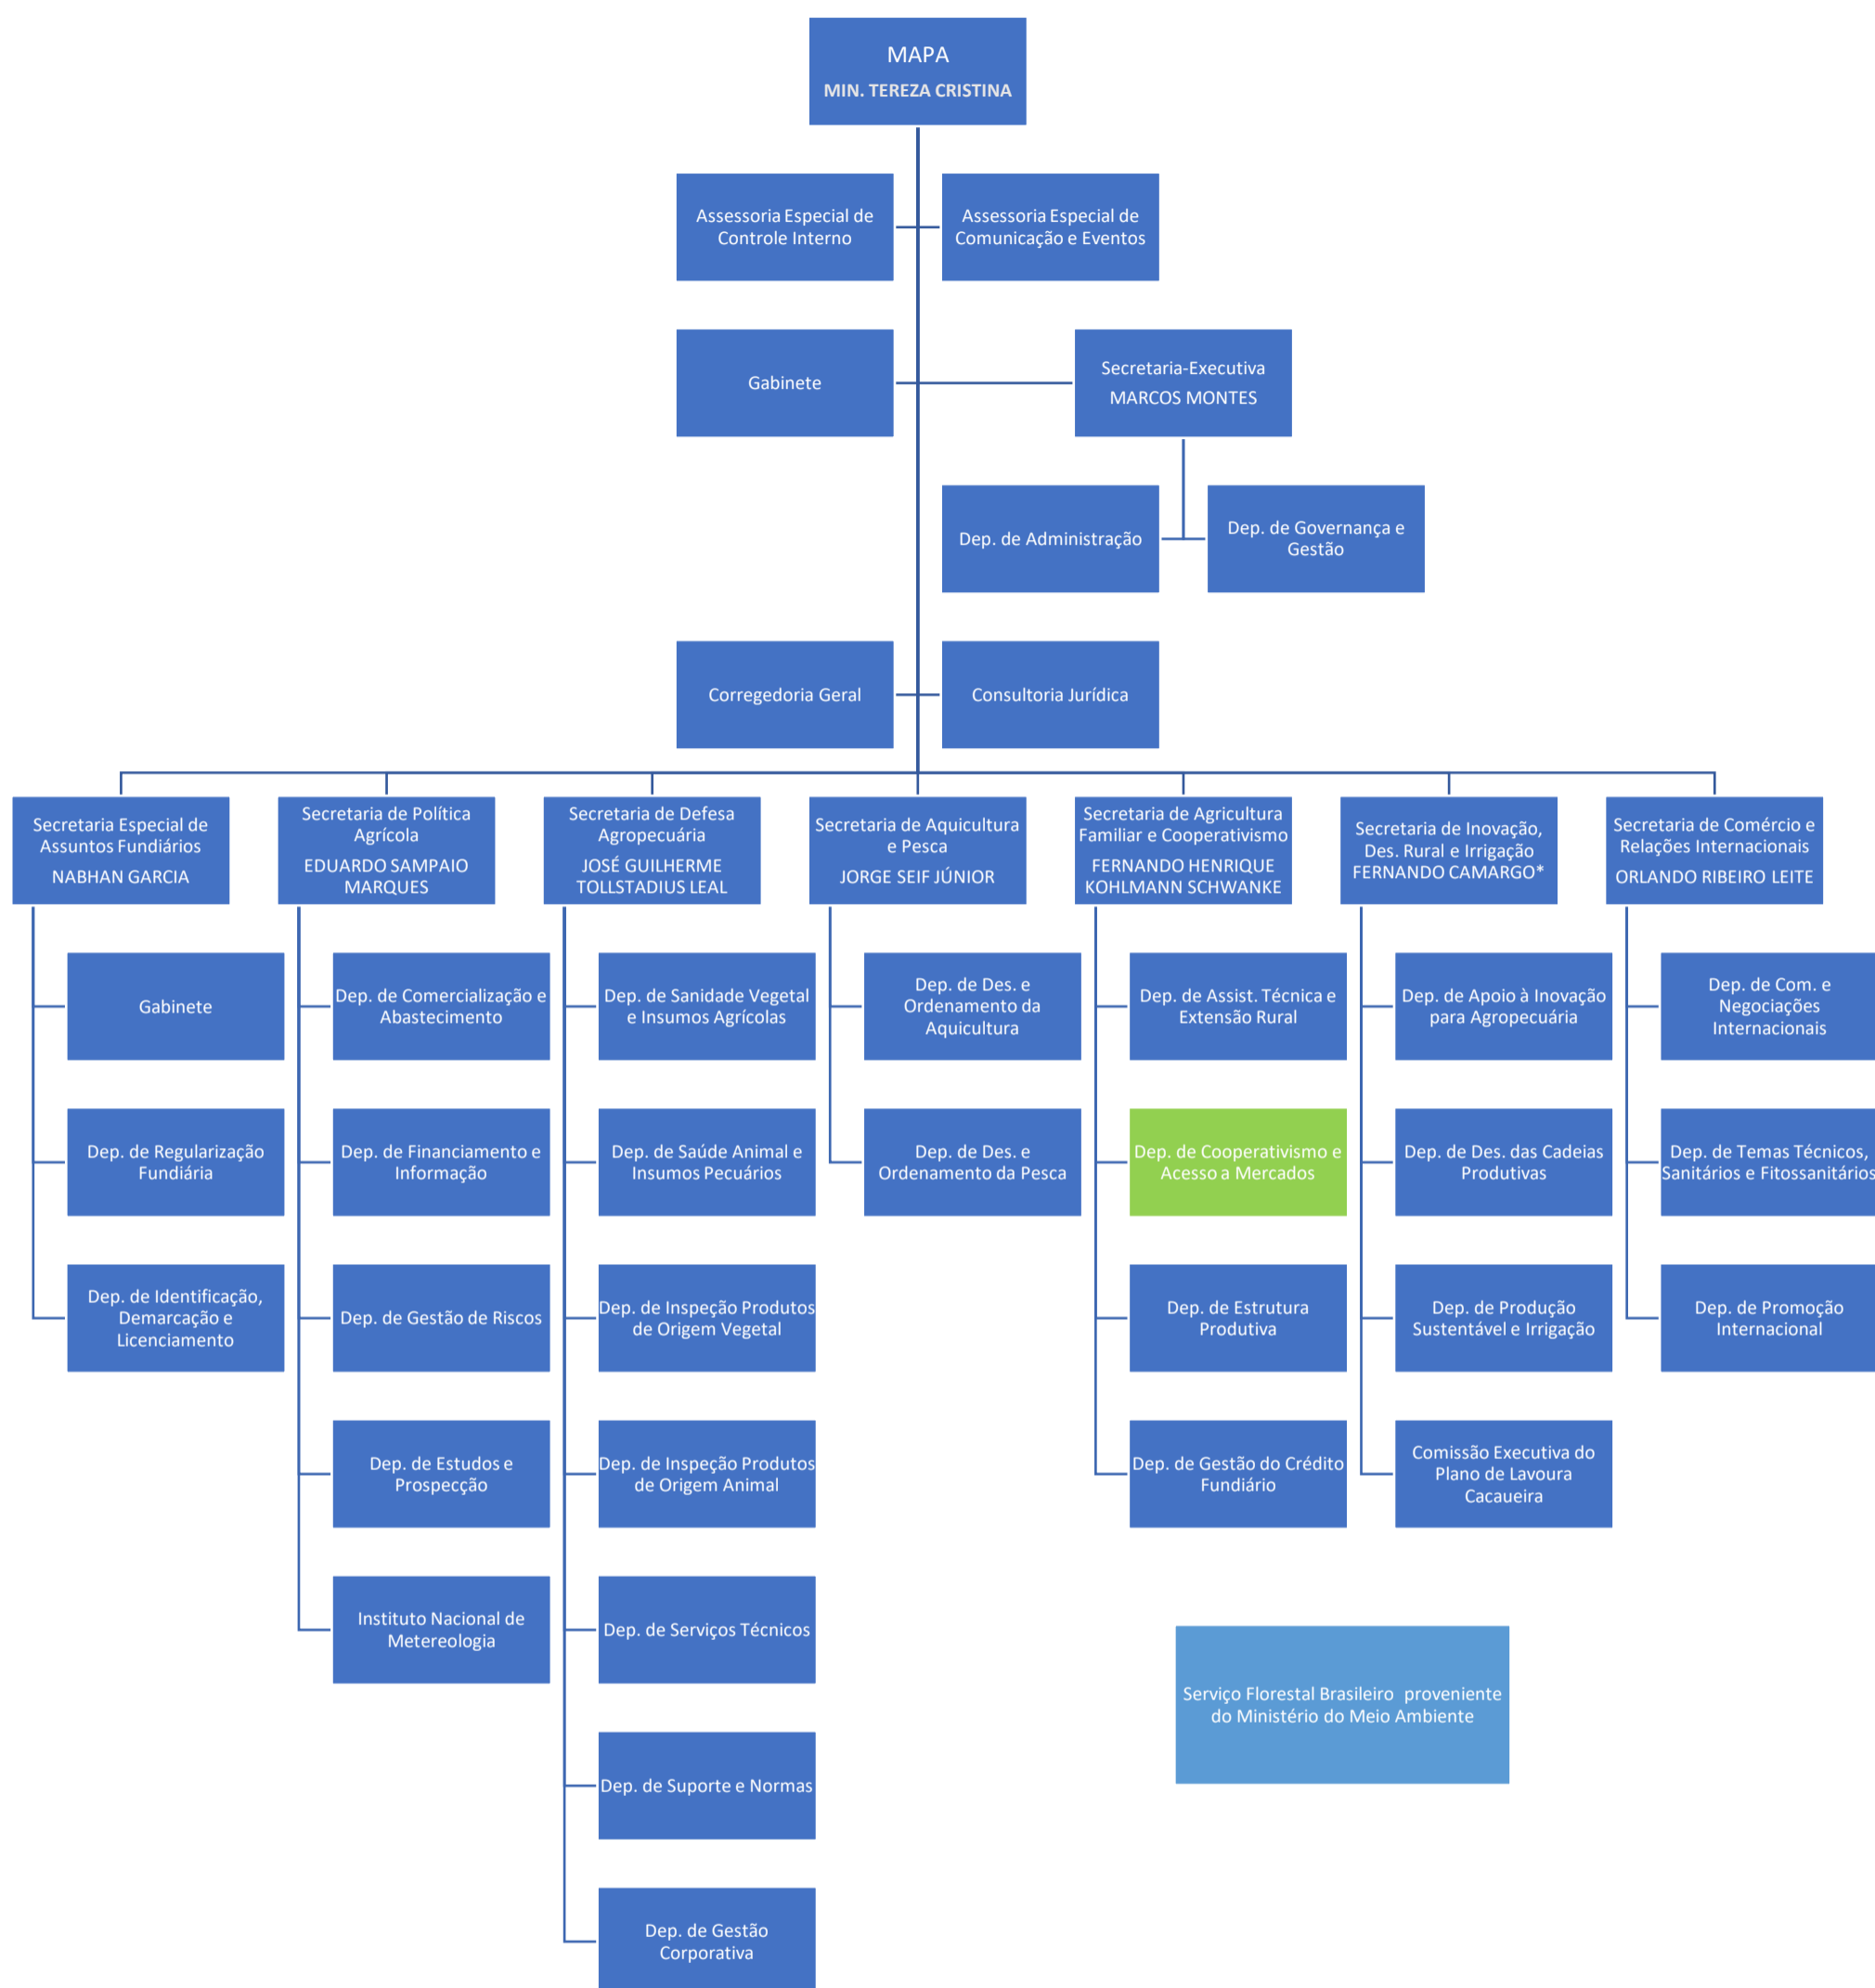 MAPA
MIN. TEREZA CRISTINA
Assessoria Especial de
Controle Interno
Assessoria Especial de
Comunicação e Eventos
Gabinete
Secretaria-Executiva
MARCOS MONTES
Dep. de Administração
Dep. de Governança e
Gestão
Corregedoria Geral
Consultoria Jurídica
Secretaria Especial de
Assuntos Fundiários
NABHAN GARCIA
Secretaria de Política
Agrícola
EDUARDO SAMPAIO
MARQUES
Secretaria de Defesa
Agropecuária
JOSÉ GUILHERME
TOLLSTADIUS LEAL
Secretaria de Aquicultura
e Pesca
JORGE SEIF JÚNIOR
Secretaria de Agricultura
Familiar e Cooperativismo
FERNANDO HENRIQUE
KOHLMANN SCHWANKE
Secretaria de Inovação,
Des. Rural e Irrigação
FERNANDO CAMARGO*
Secretaria de Comércio e
Relações Internacionais
ORLANDO RIBEIRO LEITE
Gabinete
Dep. de Comercialização e
Abastecimento
Dep. de Sanidade Vegetal
e Insumos Agrícolas
Dep. de Des. e
Ordenamento da
Aquicultura
Dep. de Assist. Técnica e
Extensão Rural
Dep. de Apoio à Inovação
para Agropecuária
Dep. de Com. e
Negociações
Internacionais
Dep. de Regularização
Fundiária
Dep. de Financiamento e
Informação
Dep. de Saúde Animal e
Insumos Pecuários
Dep. de Des. e
Ordenamento da Pesca
Dep. de Cooperativismo e
Acesso a Mercados
Dep. de Des. das Cadeias
Produtivas
Dep. de Temas Técnicos,
Sanitários e Fitossanitários
Dep. de Identificação,
Demarcação e
Licenciamento
Dep. de Gestão de Riscos
Dep. de Inspeção Produtos
de Origem Vegetal
Dep. de Estrutura
Produtiva
Dep. de Produção
Sustentável e Irrigação
Dep. de Promoção
Internacional
Dep. de Estudos e
Prospecção
Dep. de Inspeção Produtos
de Origem Animal
Dep. de Gestão do Crédito
Fundiário
Comissão Executiva do
Plano de Lavoura
Cacaueira
Instituto Nacional de
Metereologia
Dep. de Serviços Técnicos
Serviço Florestal Brasileiro proveniente
do Ministério do Meio Ambiente
Dep. de Suporte e Normas
Dep. de Gestão
Corporativa